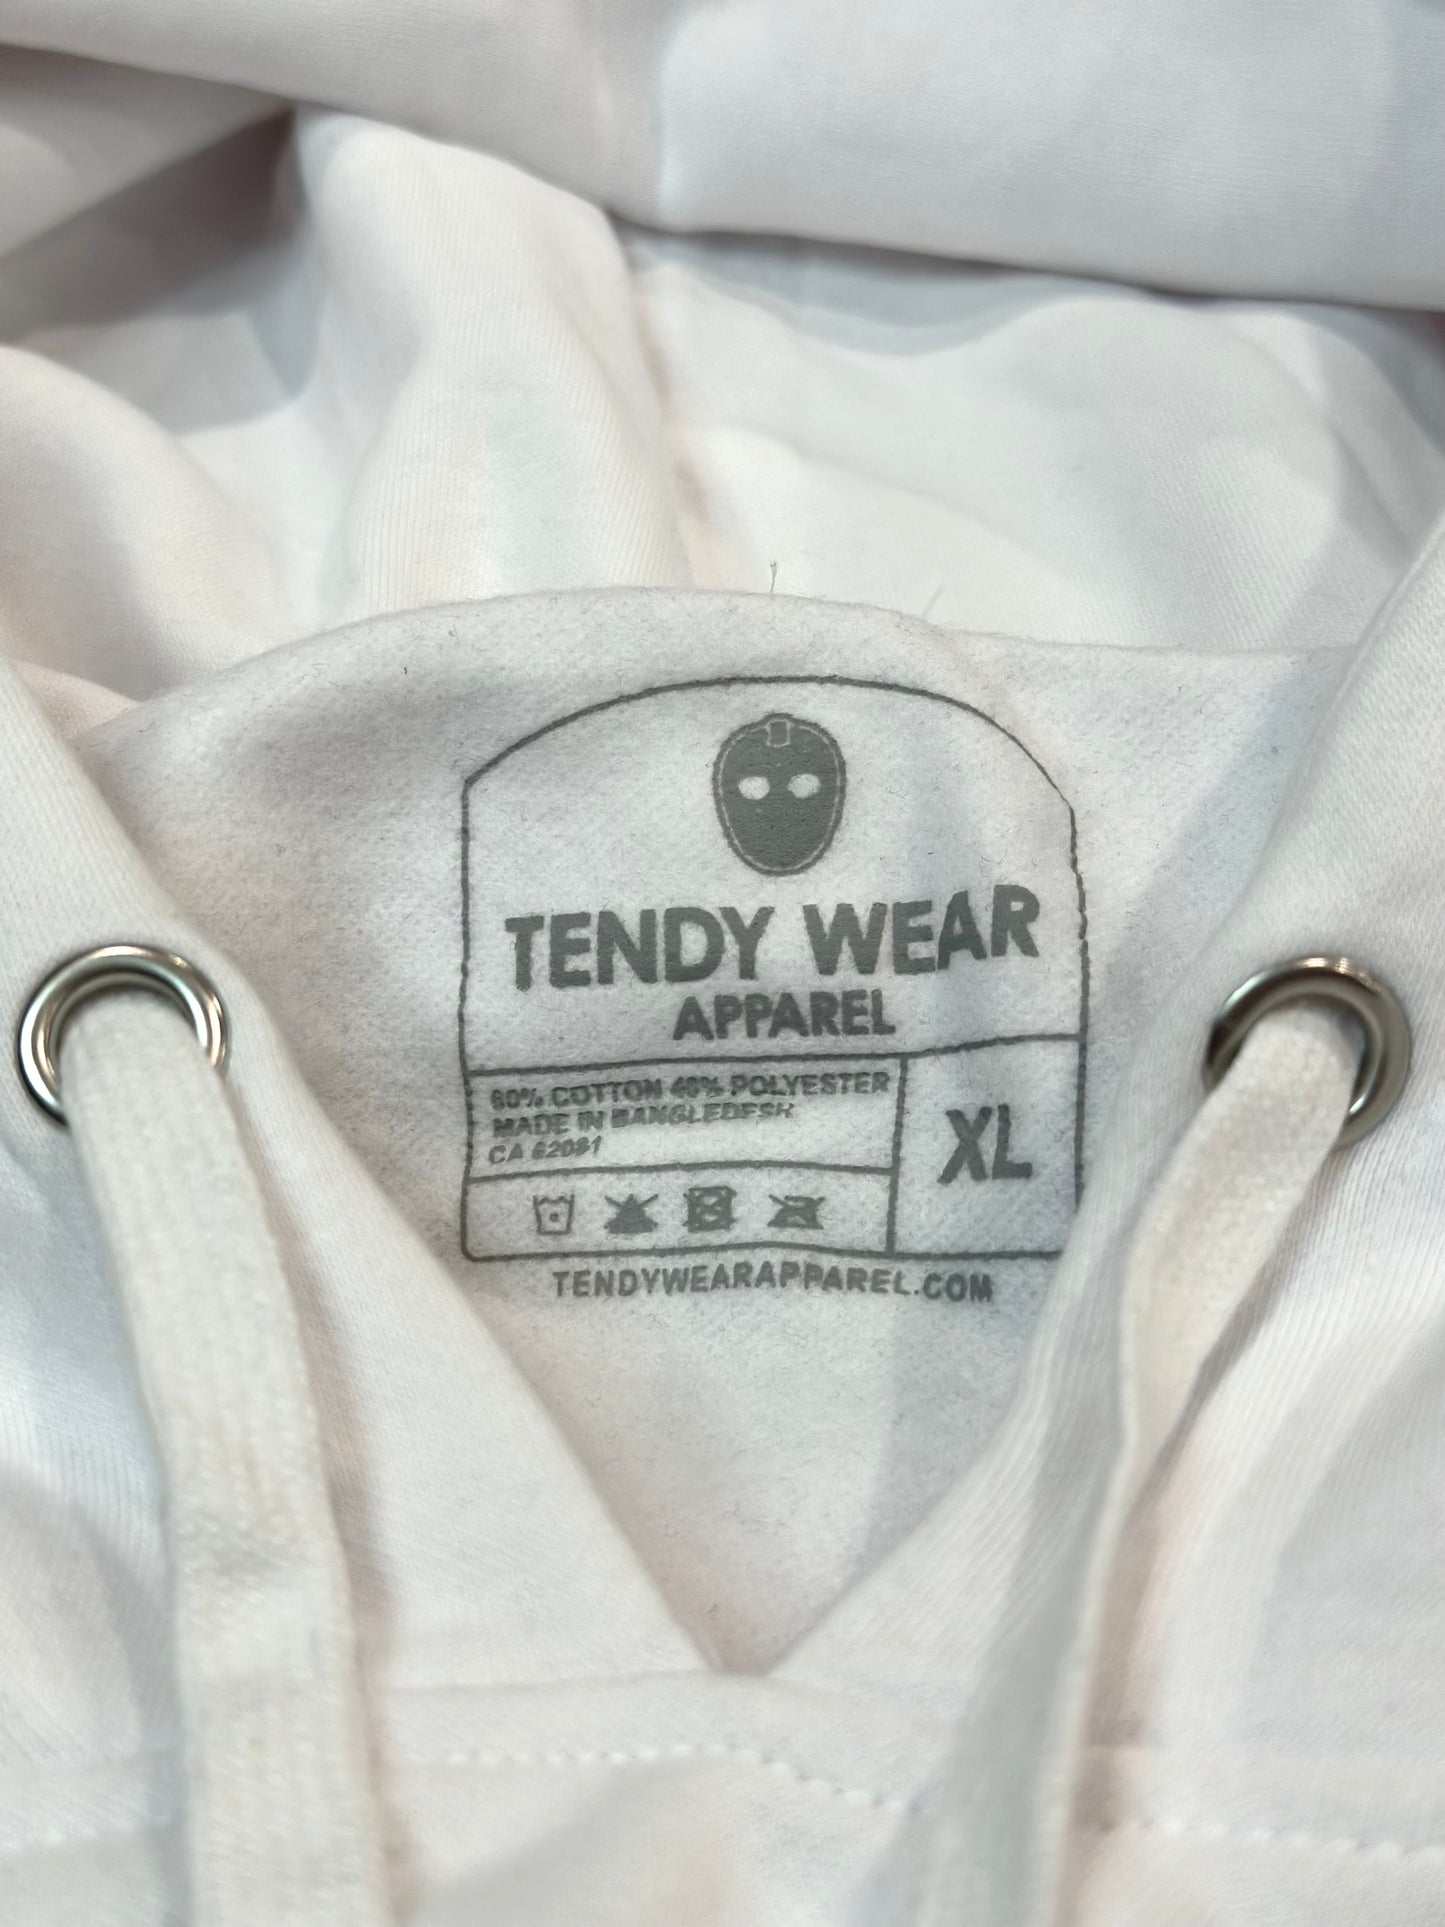 TENDY WEAR
APPAREL
60% COTTON 40% POLYESTER
MADE IN BANGLEDESH
CA 62081
XL
TENDYWEARAPPAREL.COM